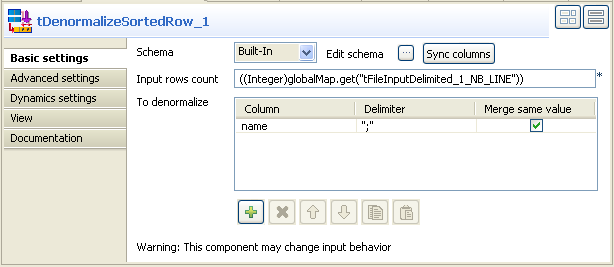 tDenormalizeSortedRow_1
Basic settings
Advanced settings
Dynamics settings
View
Documentation
Schema Built-In Edit schema ... Sync columns
Input rows count ((Integer)globalMap.get("tFileInputDelimited_1_NB_LINE")) *
To denormalize
Column Delimiter Merge same value
name ";"
Warning: This component may change input behavior